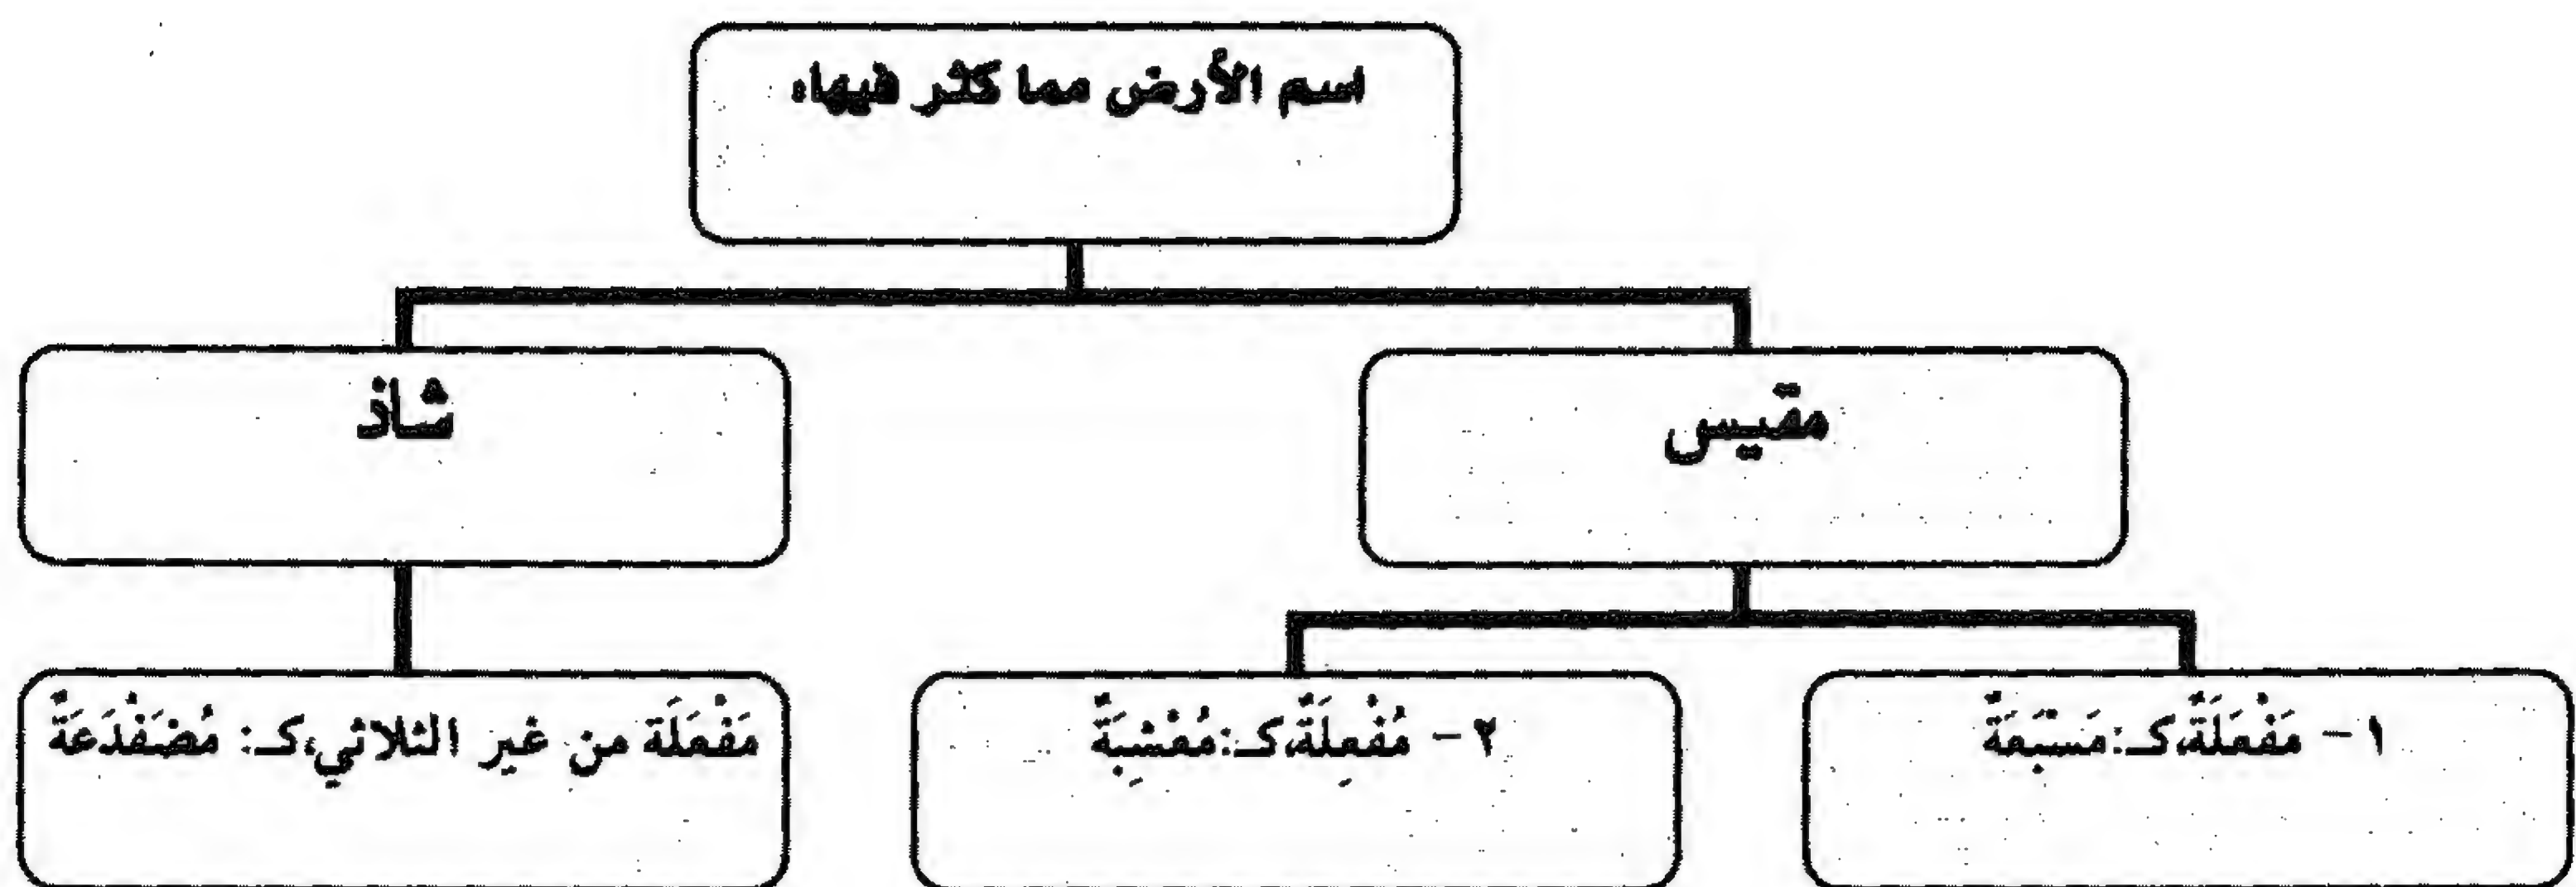 اسم الأرض مما كثر فيها:
مقيس
شاذ
١ – مَفْعَلَةٌ، كـ: مَسْبَعَةٌ
٢ – مُفْعِلَةٌ، كـ: مُعْشِبَةٌ
مَفْعَلَة من غير الثلاثي، كـ: مُضَفْدَعَةٌ